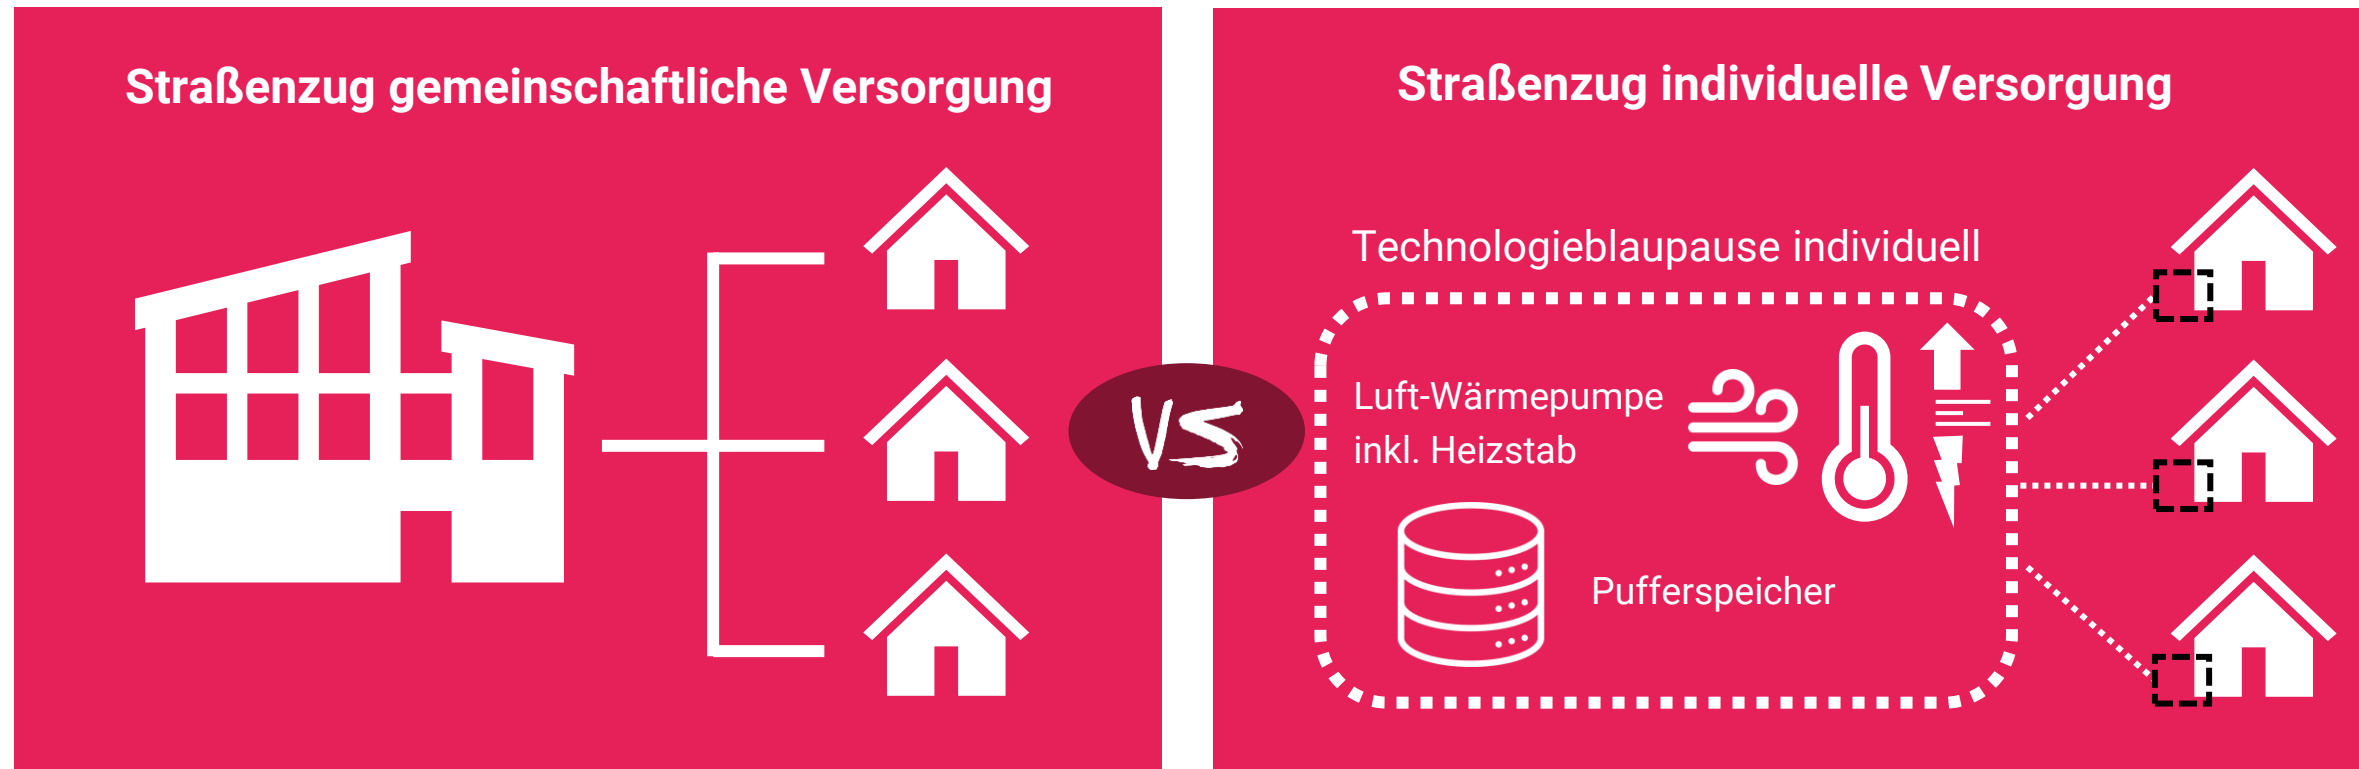 Straßenzug gemeinschaftliche Versorgung
VS
Straßenzug individuelle Versorgung
Technologieblaupause individuell
Luft-Wärmepumpe
inkl. Heizstab
Pufferspeicher